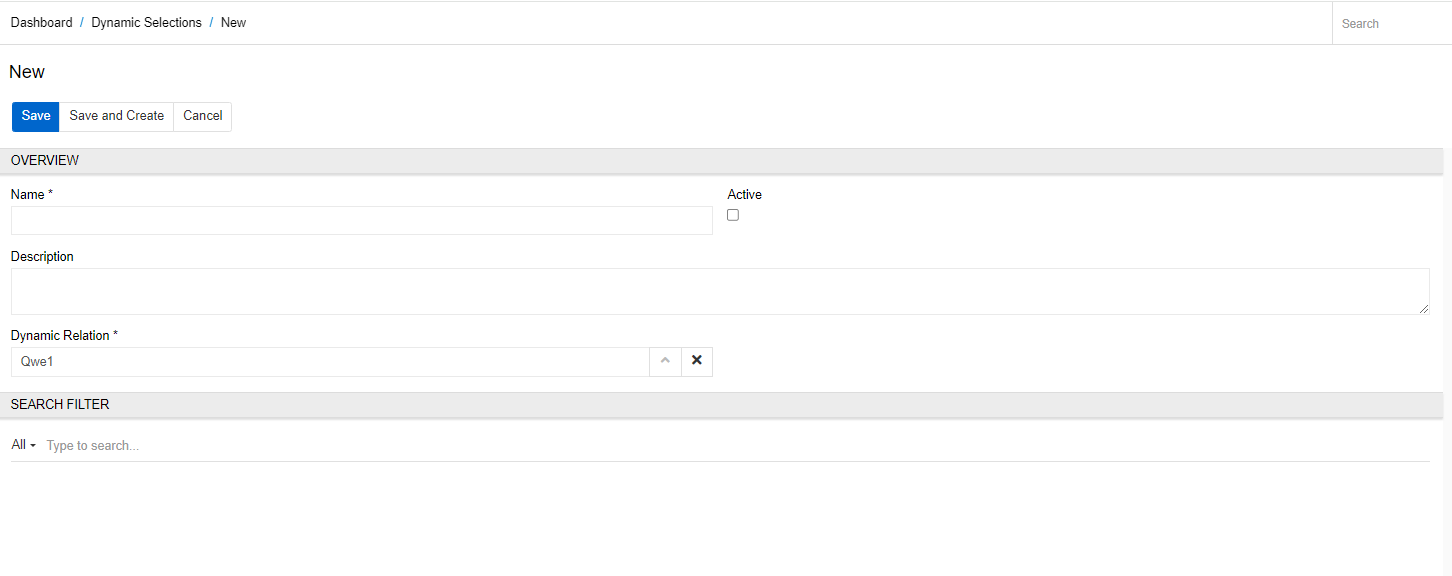 Dashboard / Dynamic Selections / New
Search
New
Save
Save and Create
Cancel
OVERVIEW
Name *
Active
Description
Dynamic Relation *
Qwe1
SEARCH FILTER
All
Type to search...